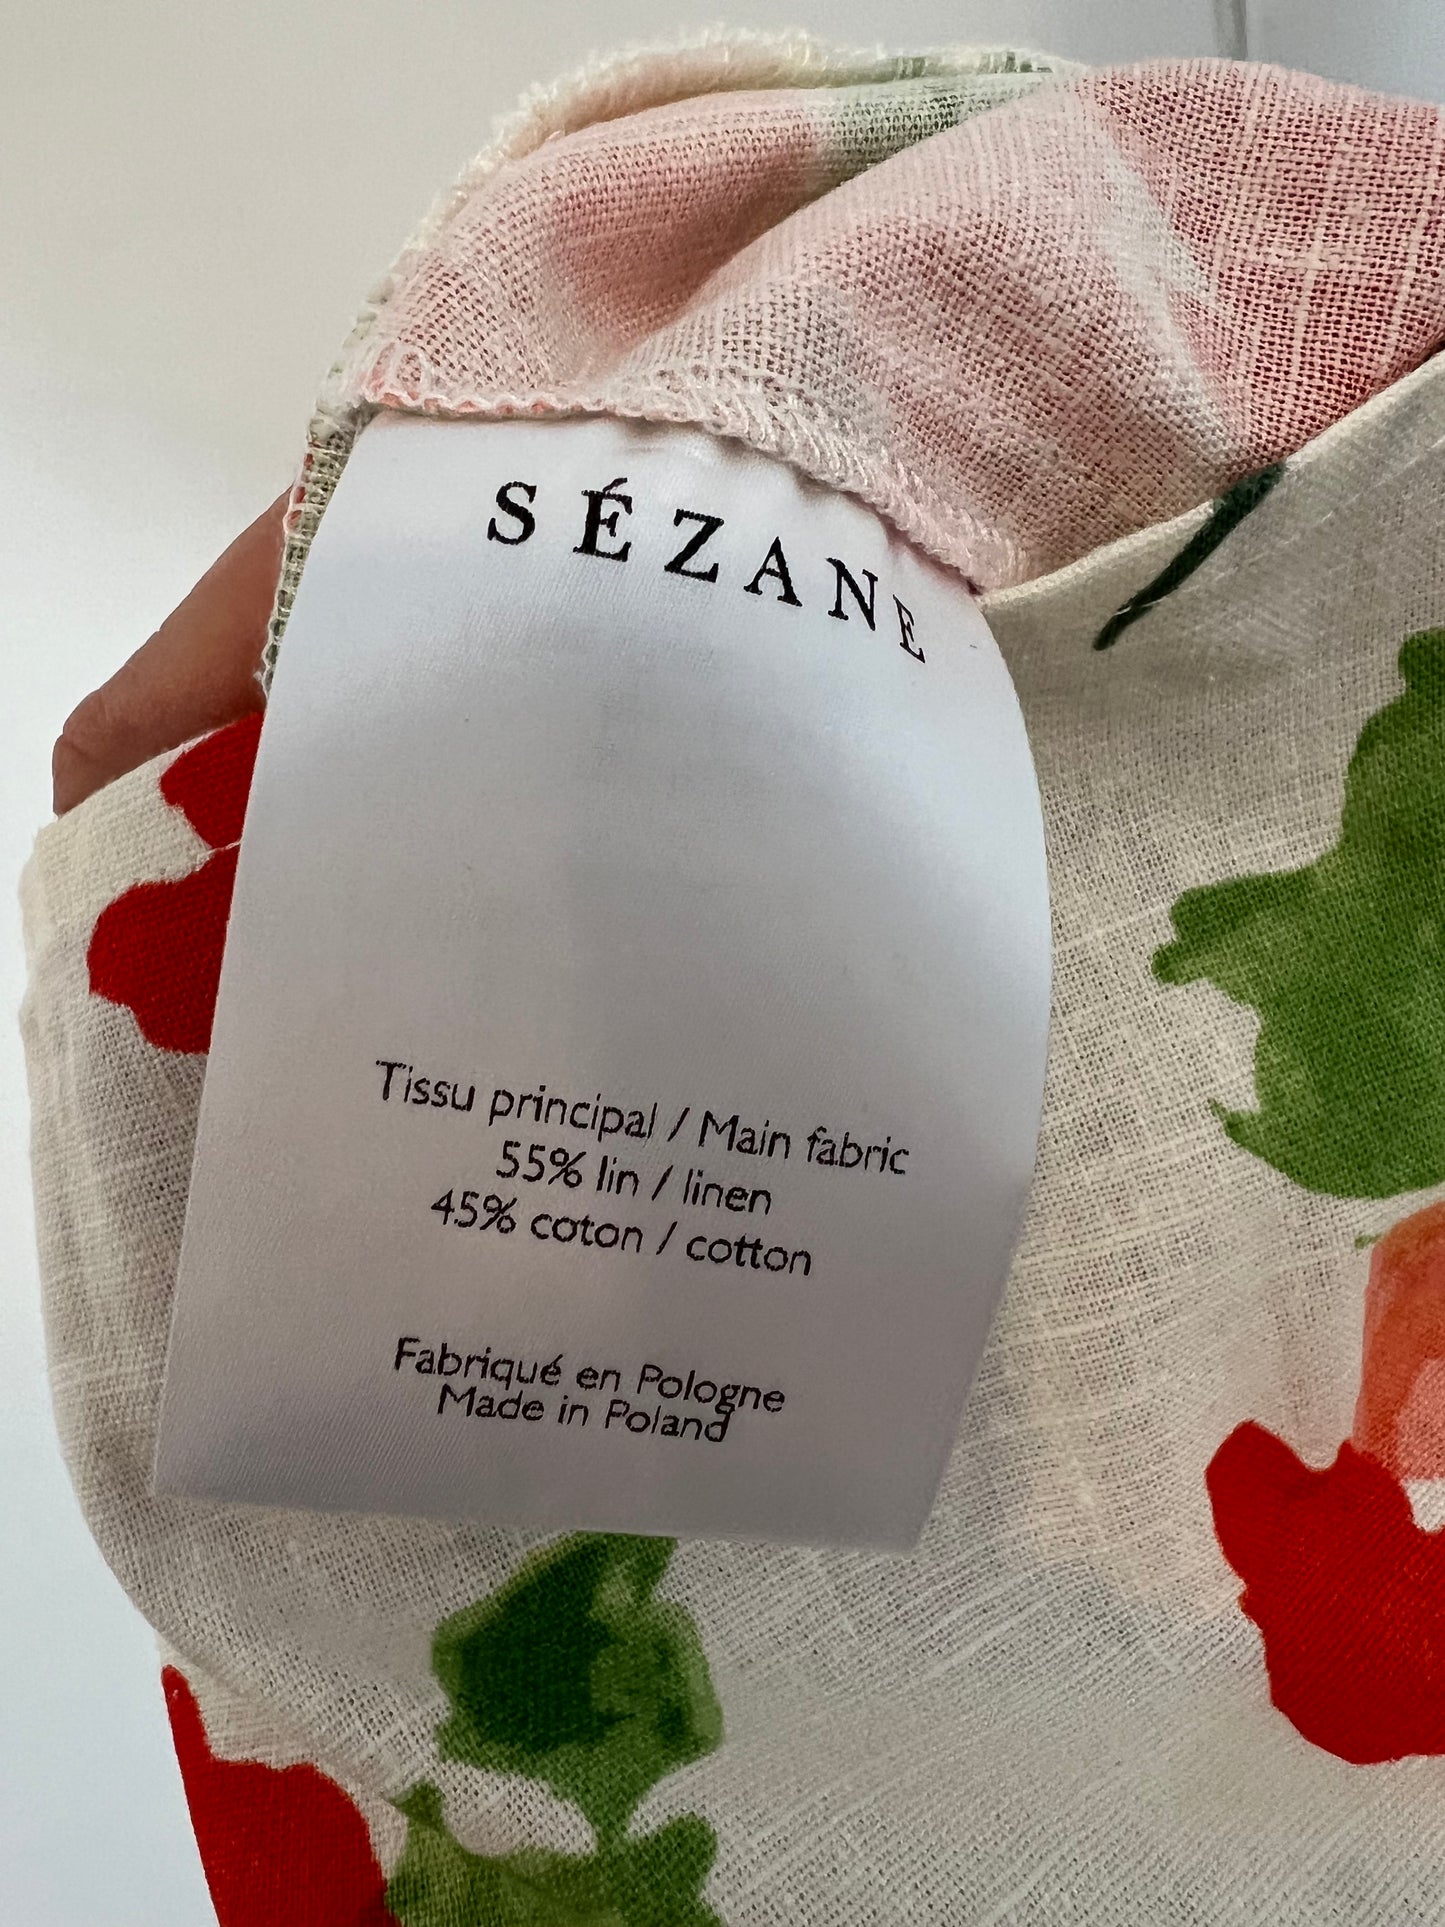 SÉZANE
Tissu principal / Main fabric
55% lin / linen
45% coton / cotton
Fabriqué en Pologne
Made in Poland